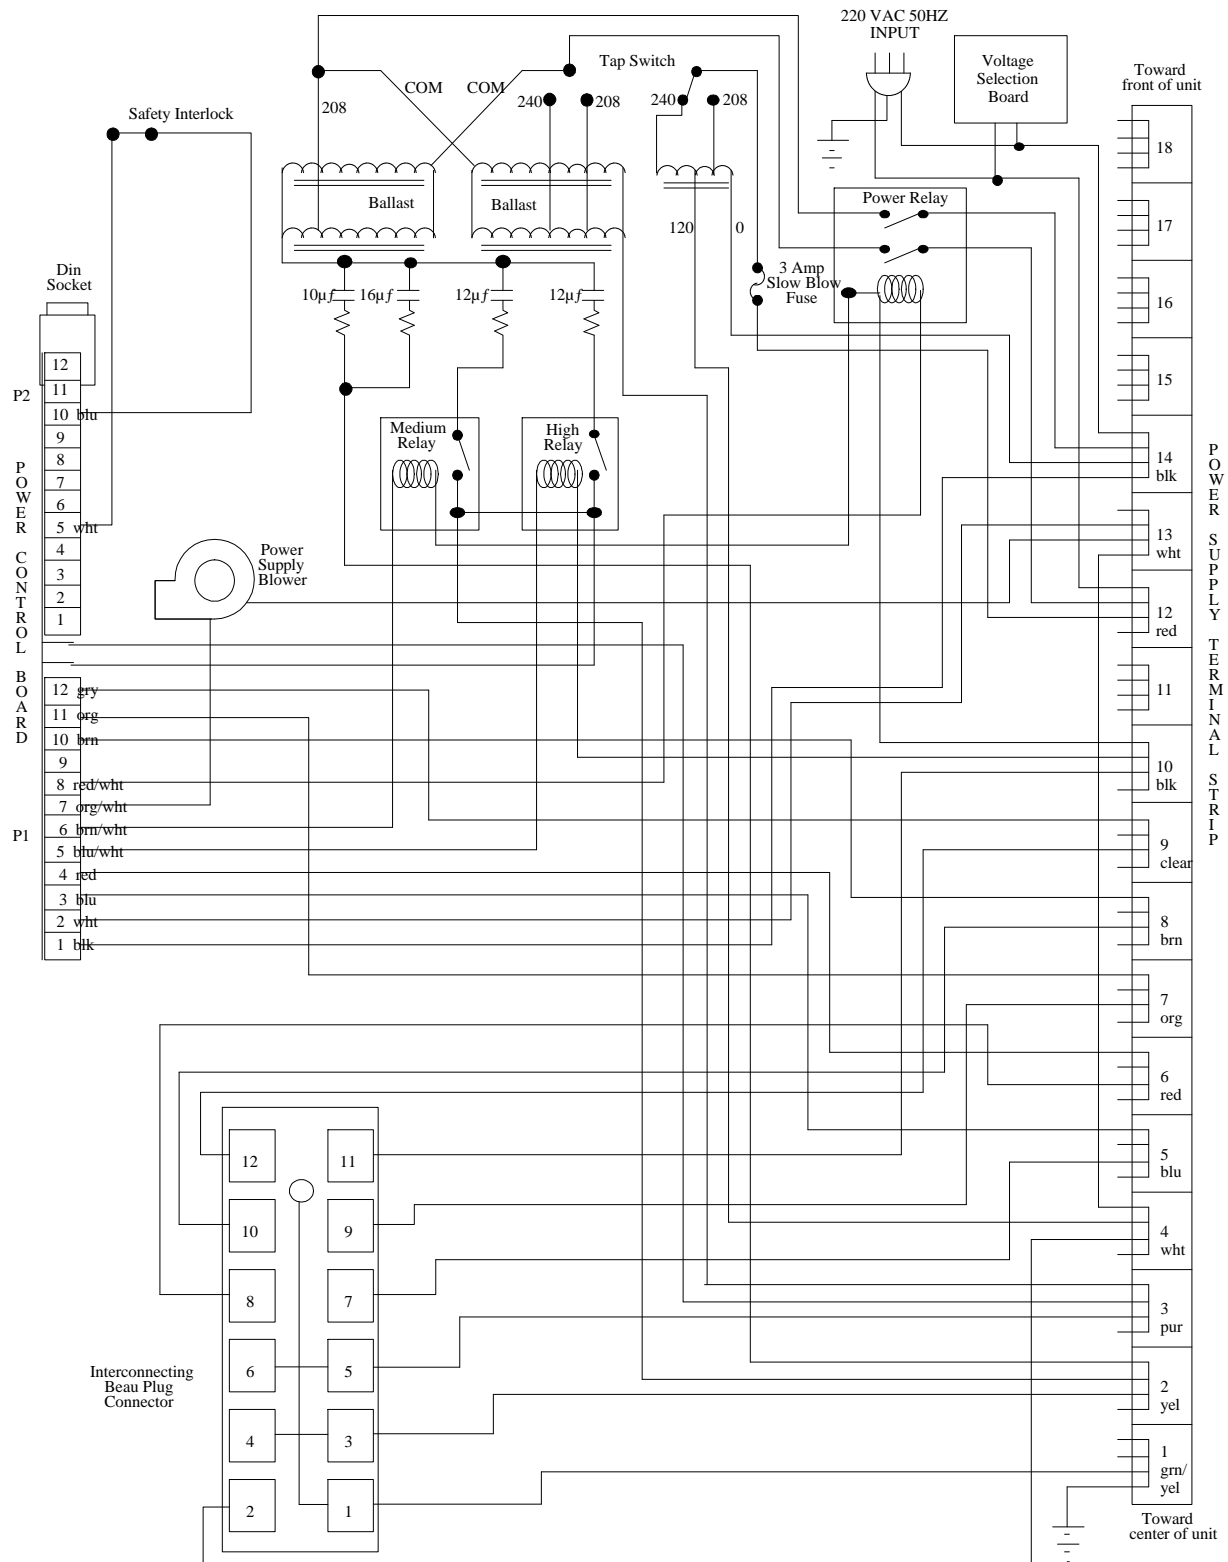 220 VAC 50HZ
INPUT
Tap Switch
Voltage
Selection
Board
Toward
front of unit
COM
COM
208
240
208
240
208
Safety Interlock
18
Ballast
Ballast
Power Relay
17
120
0
Din
Socket
3 Amp
Slow Blow
Fuse
10µf
16µf
12µf
12µf
16
15
P2
12
11
10 blu
9
8
7
6
5 wht
4
3
2
1
Medium
Relay
High
Relay
14
blk
13
wht
Power
Supply
Blower
12
red
11
POWER CONTROL BOARD
POWER SUPPLY TERMINAL STRIP
12 gry
11 org
10 brn
9
8 red/wht
7 org/wht
6 brn/wht
5 blu/wht
4 red
3 blu
2 wht
1 blk
P1
10
blk
9
clear
8
brn
7
org
6
red
5
blu
4
wht
3
pur
2
yel
1
grn/
yel
12
11
10
9
8
7
6
5
4
3
2
1
Interconnecting
Beau Plug
Connector
Toward
center of unit